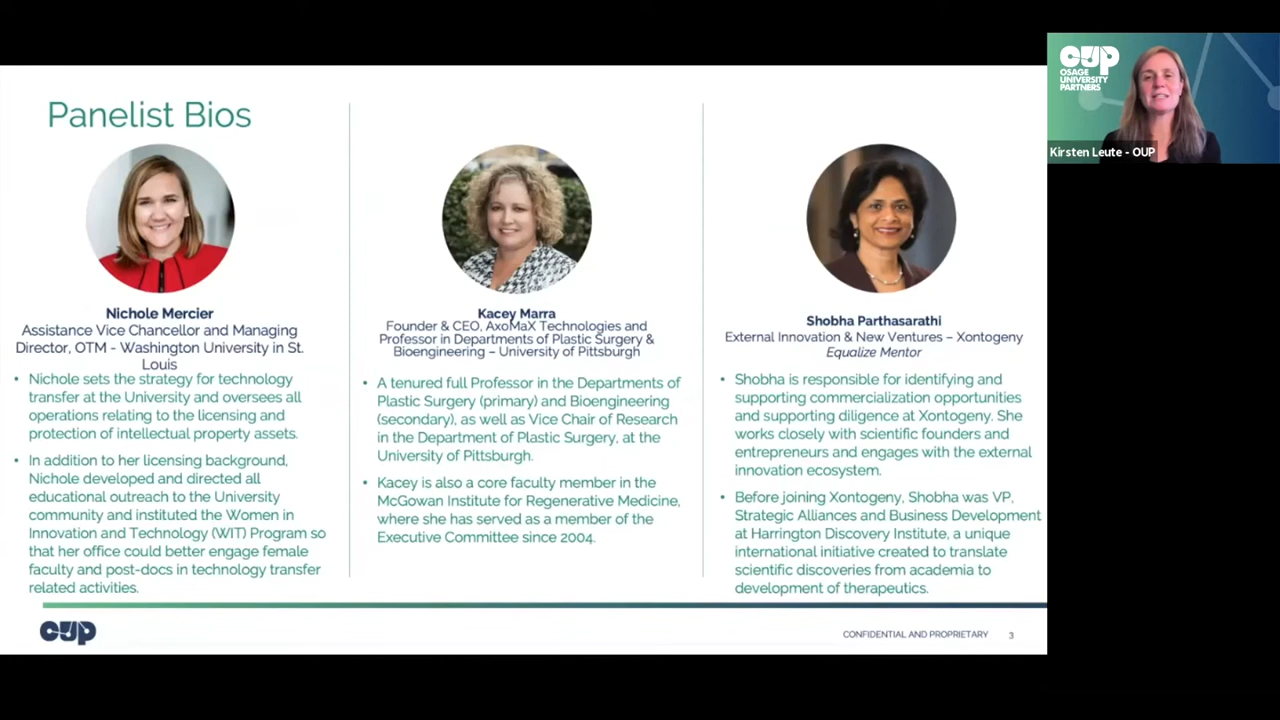 Panelist Bios
Nichole Mercier
Assistance Vice Chancellor and Managing
Director, OTM - Washington University in St.
Louis
• Nichole sets the strategy for technology
transfer at the University and oversees all
operations relating to the licensing and
protection of intellectual property assets.
• In addition to her licensing background,
Nichole developed and directed all
educational outreach to the University
community and instituted the Women in
Innovation and Technology (WIT) Program so
that her office could better engage female
faculty and post-docs in technology transfer
related activities.
Kacey Marra
Founder & CEO, AxoMaX Technologies and
Professor in Departments of Plastic Surgery &
Bioengineering – University of Pittsburgh
• A tenured full Professor in the Departments of
Plastic Surgery (primary) and Bioengineering
(secondary), as well as Vice Chair of Research
in the Department of Plastic Surgery, at the
University of Pittsburgh.
• Kacey is also a core faculty member in the
McGowan Institute for Regenerative Medicine,
where she has served as a member of the
Executive Committee since 2004.
Shobha Parthasarathi
External Innovation & New Ventures – Xontogeny
Equalize Mentor
• Shobha is responsible for identifying and
supporting commercialization opportunities
and supporting diligence at Xontogeny. She
works closely with scientific founders and
entrepreneurs and engages with the external
innovation ecosystem.
• Before joining Xontogeny, Shobha was VP,
Strategic Alliances and Business Development
at Harrington Discovery Institute, a unique
international initiative created to translate
scientific discoveries from academia to
development of therapeutics.
OUP
CONFIDENTIAL AND PROPRIETARY 3
OUP
OSAGE
UNIVERSITY
PARTNERS
Kirsten Leute - OUP